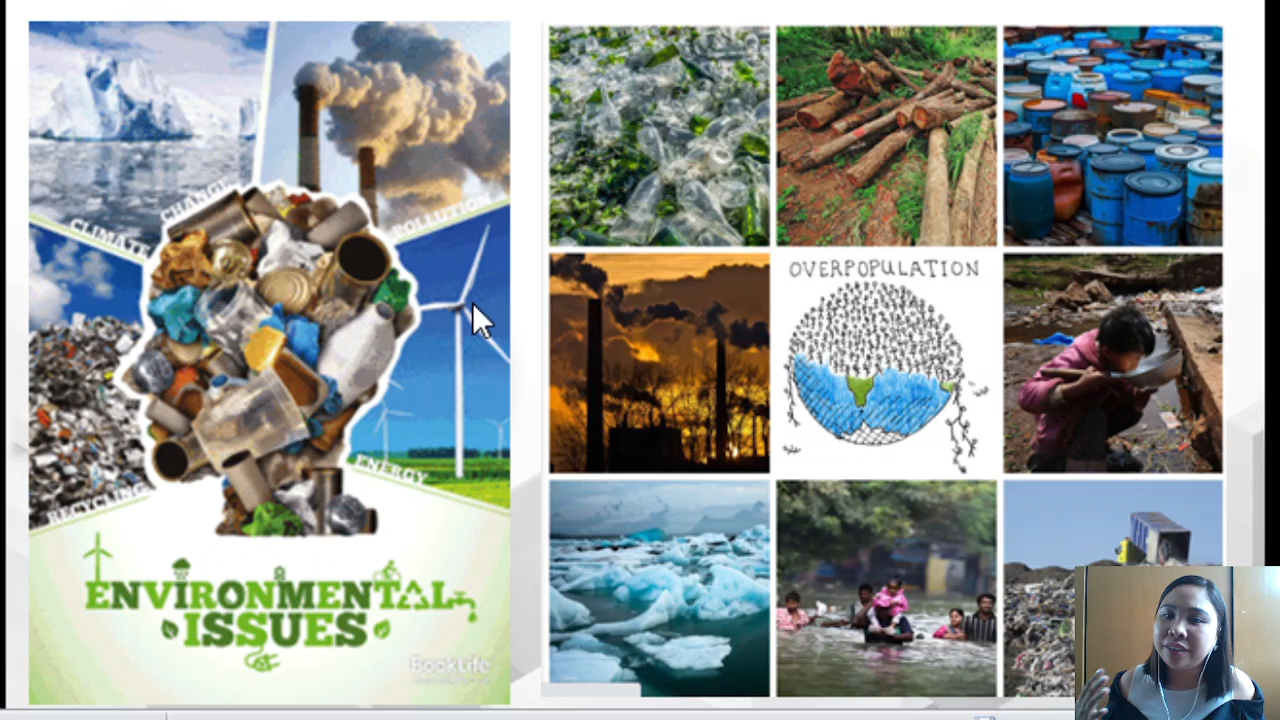 CLIMATE CHANGE
POLLUTION
RECYCLING
ENERGY
ENVIRONMENTAL
ISSUES
BookLife
OVERPOPULATION